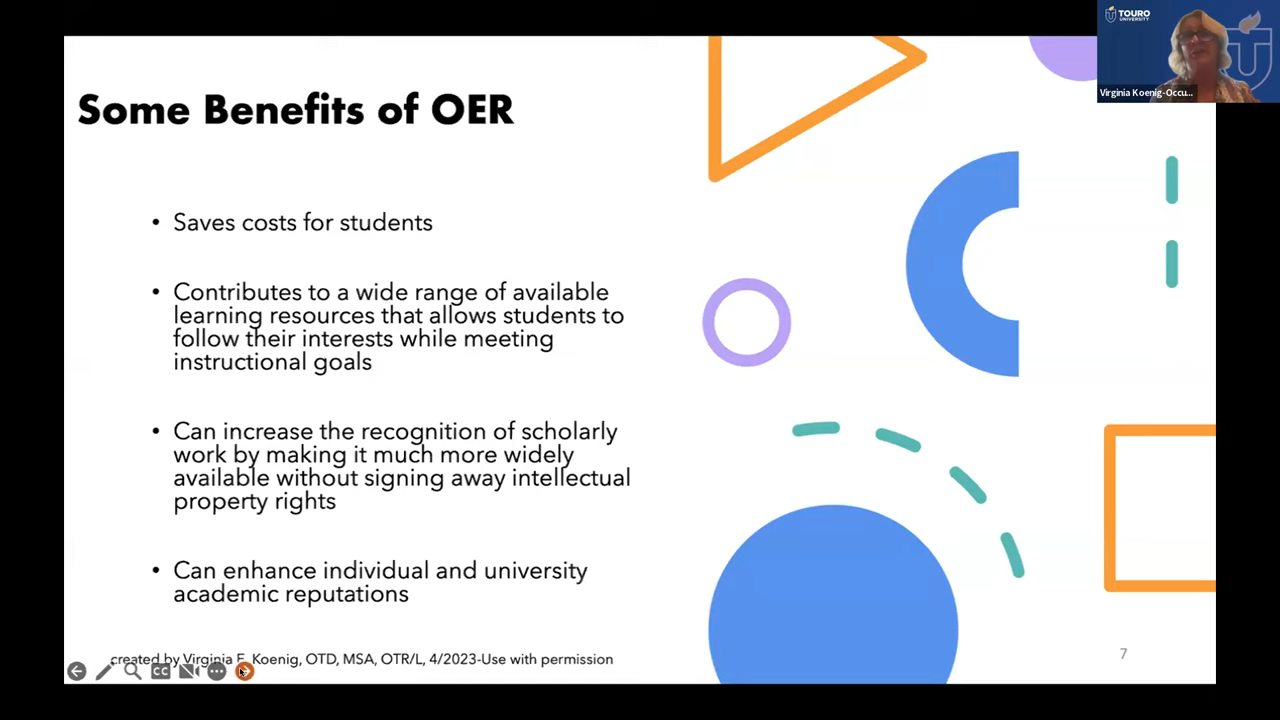 TOURO
UNIVERSITY
Virginia Koenig-Occu...
Some Benefits of OER
• Saves costs for students
• Contributes to a wide range of available
learning resources that allows students to
follow their interests while meeting
instructional goals
• Can increase the recognition of scholarly
work by making it much more widely
available without signing away intellectual
property rights
• Can enhance individual and university
academic reputations
created by Virginia E. Koenig, OTD, MSA, OTR/L, 4/2023-Use with permission
CC
7